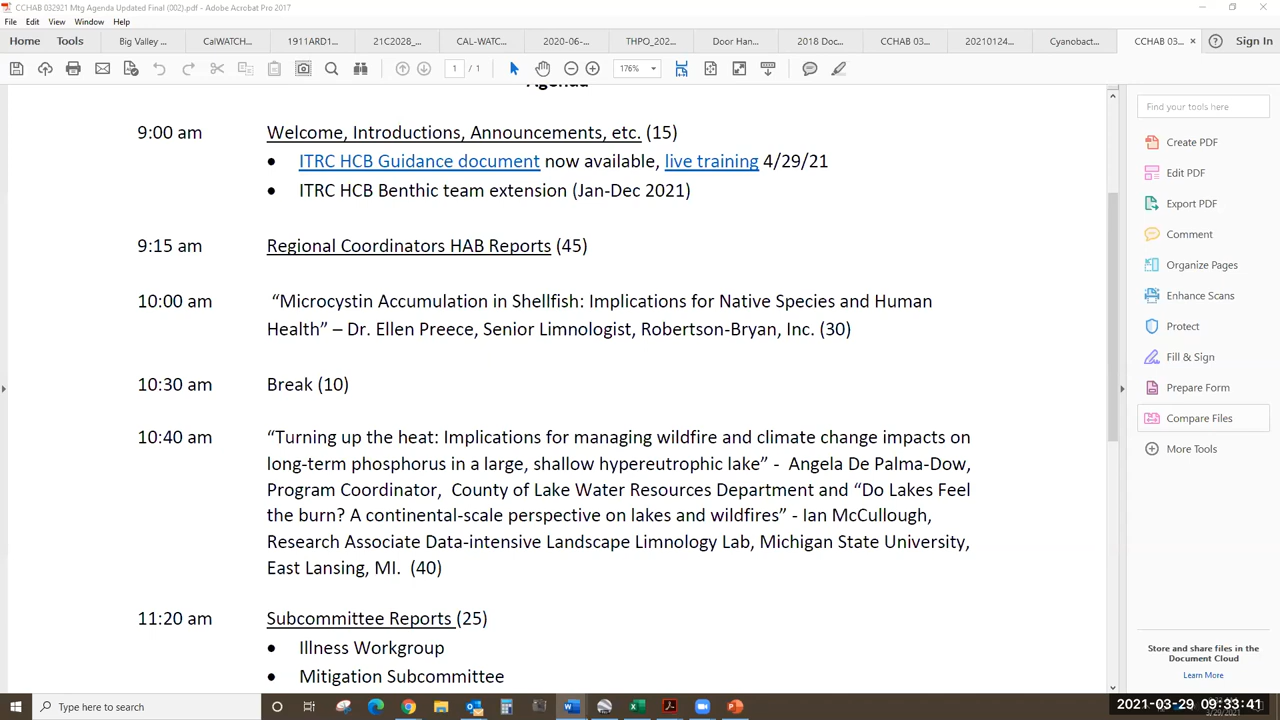 CCHAB 032921 Mtg Agenda Updated Final (002).pdf - Adobe Acrobat Pro 2017
File Edit View Window Help
Home Tools Big Valley ... CalWATCH... 1911ARD1... 21C2028_... CAL-WATC... 2020-06-... THPO_202... Door Han... 2018 Doc... CCHAB 03... 20210124... Cyanobact... CCHAB 03... × Sign In
1 / 1 176%
Agenda
Find your tools here
9:00 am Welcome, Introductions, Announcements, etc. (15)
Create PDF
• ITRC HCB Guidance document now available, live training 4/29/21
Edit PDF
• ITRC HCB Benthic team extension (Jan-Dec 2021)
Export PDF
Comment
9:15 am Regional Coordinators HAB Reports (45)
Organize Pages
10:00 am “Microcystin Accumulation in Shellfish: Implications for Native Species and Human
Enhance Scans
Health” – Dr. Ellen Preece, Senior Limnologist, Robertson-Bryan, Inc. (30)
Protect
Fill & Sign
10:30 am Break (10)
Prepare Form
Compare Files
10:40 am “Turning up the heat: Implications for managing wildfire and climate change impacts on
More Tools
long-term phosphorus in a large, shallow hypereutrophic lake” - Angela De Palma-Dow,
Program Coordinator, County of Lake Water Resources Department and “Do Lakes Feel
the burn? A continental-scale perspective on lakes and wildfires” - Ian McCullough,
Research Associate Data-intensive Landscape Limnology Lab, Michigan State University,
East Lansing, MI. (40)
11:20 am Subcommittee Reports (25)
• Illness Workgroup
• Mitigation Subcommittee
Store and share files in the
Document Cloud
Learn More
Type here to search
2021-03-29 09:33:41